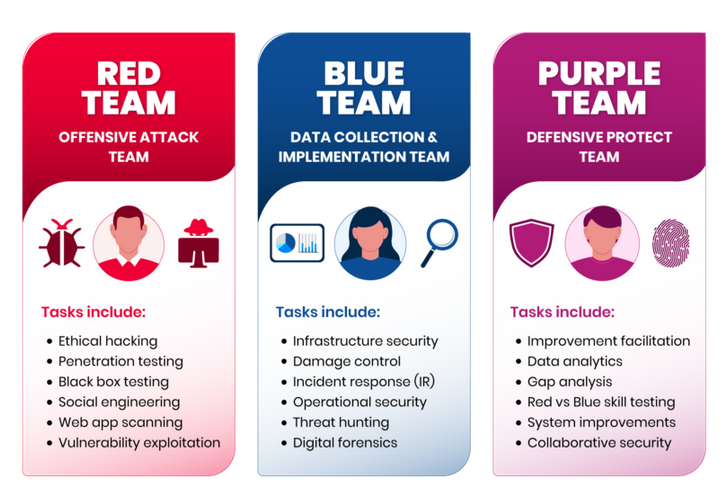 RED
TEAM
OFFENSIVE ATTACK
TEAM
Tasks include:
Ethical hacking
Penetration testing
Black box testing
Social engineering
Web app scanning
Vulnerability exploitation
BLUE
TEAM
DATA COLLECTION &
IMPLEMENTATION TEAM
Tasks include:
Infrastructure security
Damage control
Incident response (IR)
Operational security
Threat hunting
Digital forensics
PURPLE
TEAM
DEFENSIVE PROTECT
TEAM
Tasks include:
Improvement facilitation
Data analytics
Gap analysis
Red vs Blue skill testing
System improvements
Collaborative security